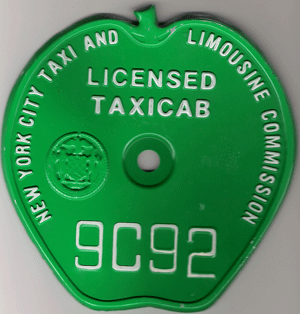 NEW YORK CITY TAXI AND LIMOUSINE COMMISSION
LICENSED
TAXICAB
9C92